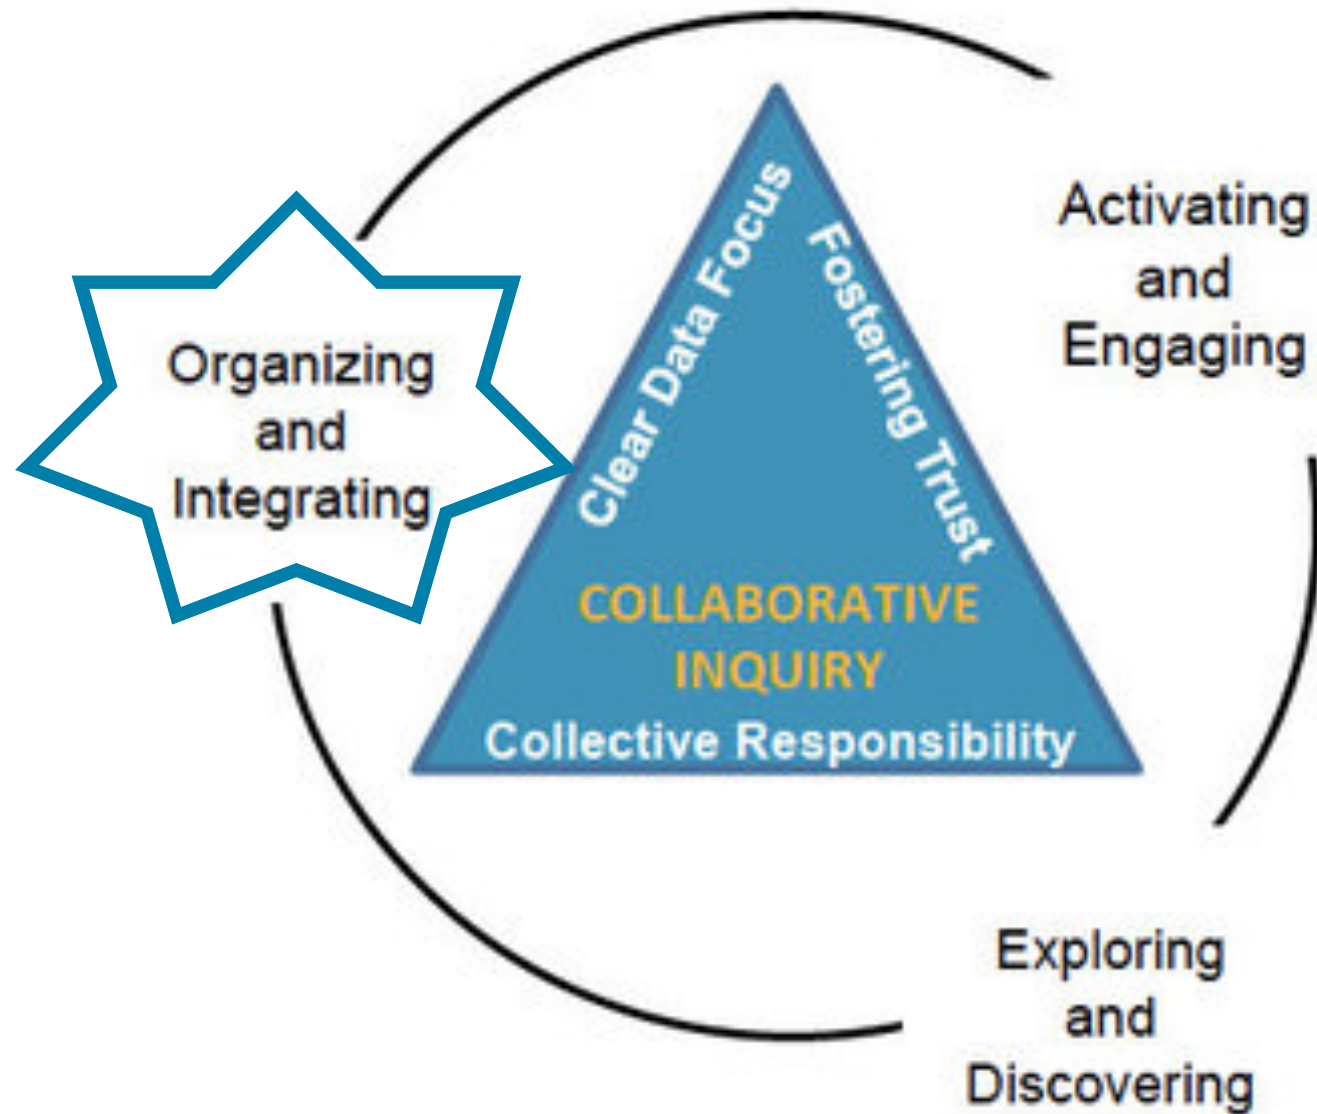 Activating
and
Engaging
Organizing
and
Integrating
Clear Data Focus
Fostering Trust
COLLABORATIVE
INQUIRY
Collective Responsibility
Exploring
and
Discovering